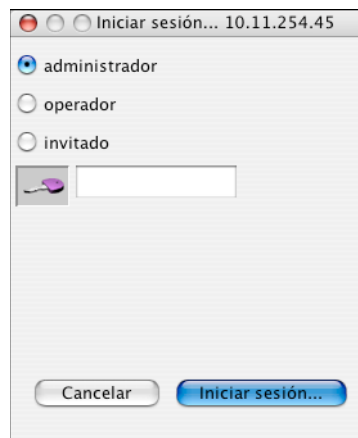 Iniciar sesión... 10.11.254.45
administrador
operador
invitado
Cancelar Iniciar sesión...